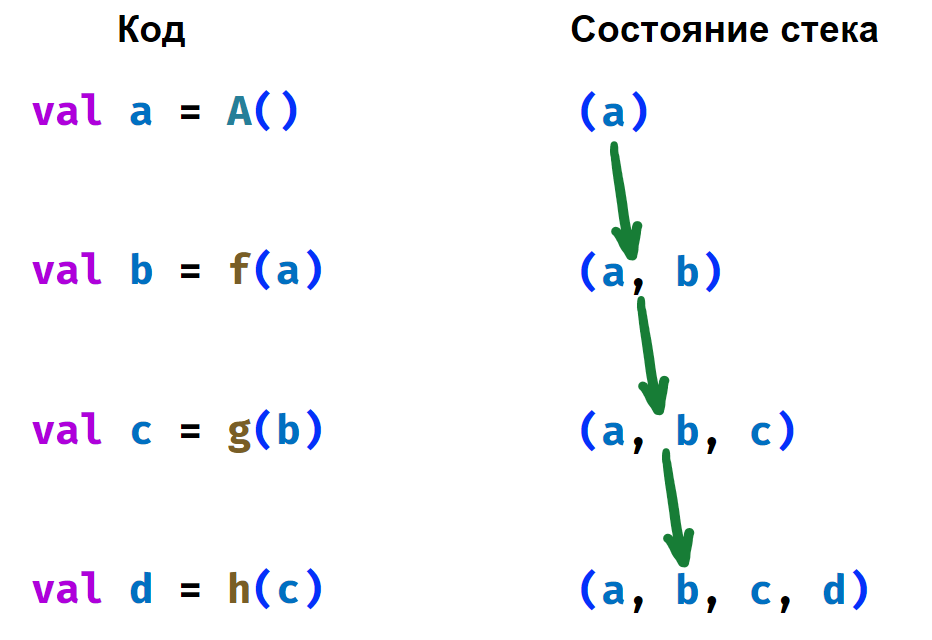 Код Состояние стека
val a = A() (a)
val b = f(a) (a, b)
val c = g(b) (a, b, c)
val d = h(c) (a, b, c, d)